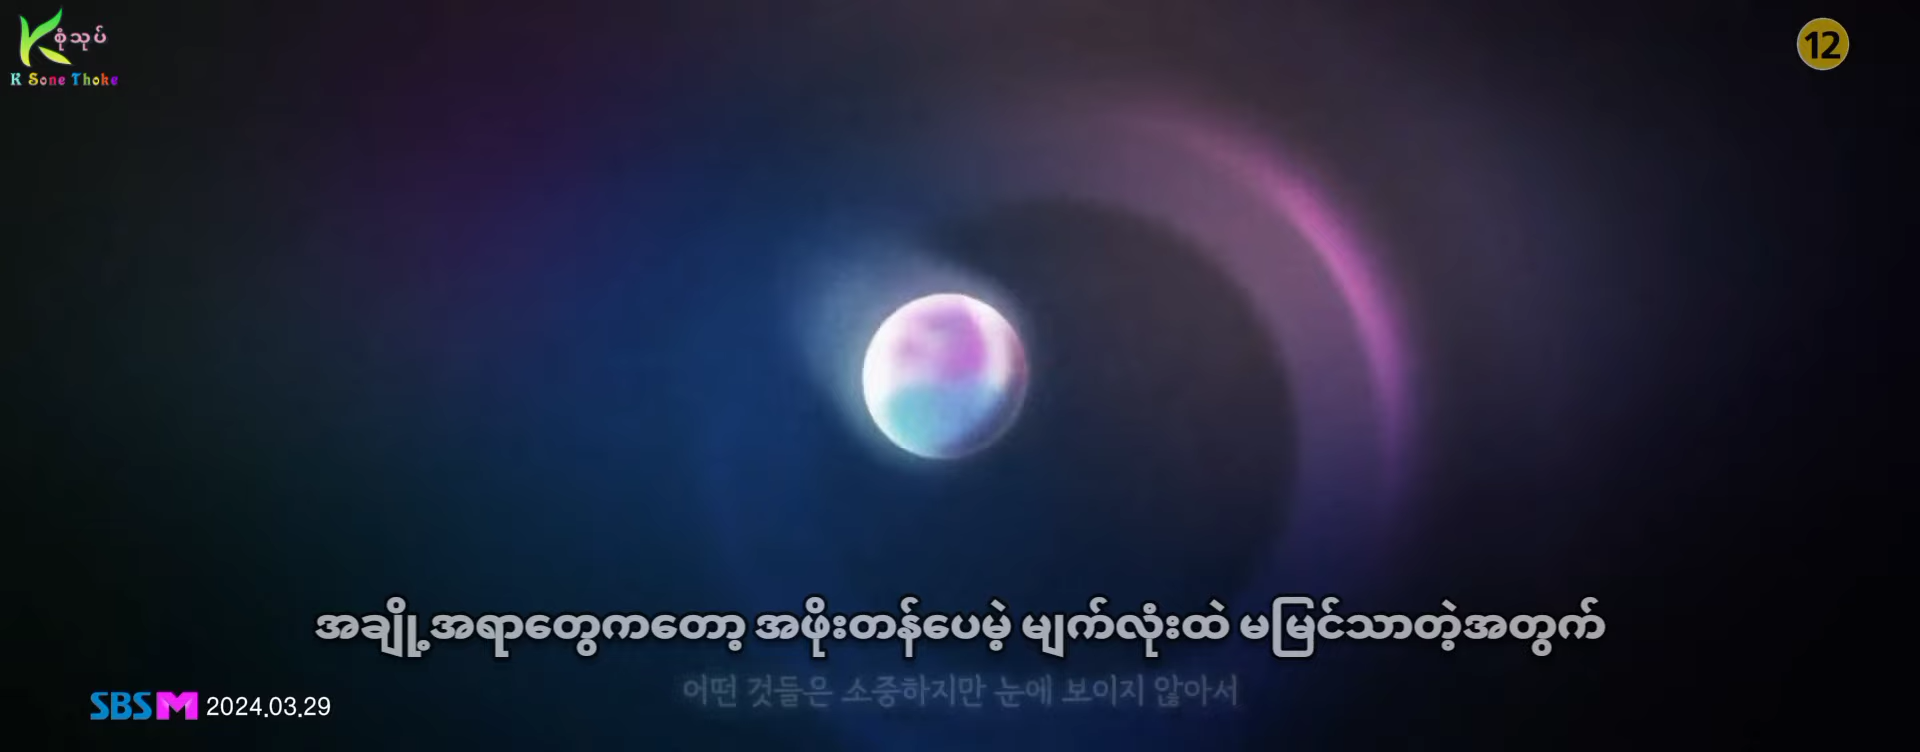 စုံသုပ်
K Sone Thoke
12
အချို့အရာတွေကတော့ အဖိုးတန်ပေမဲ့ မျက်လုံးထဲ မမြင်သာတဲ့အတွက်
어떤 것들은 소중하지만 눈에 보이지 않아서
SBS M 2024.03.29